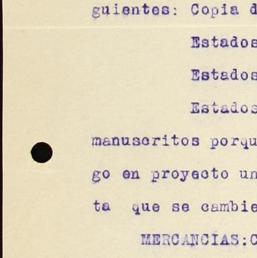 guientes: Copia d
Estados
Estados
Estados
manuscritos porqu
go en proyecto un
ta que se cambie
MERCANCIAS:C